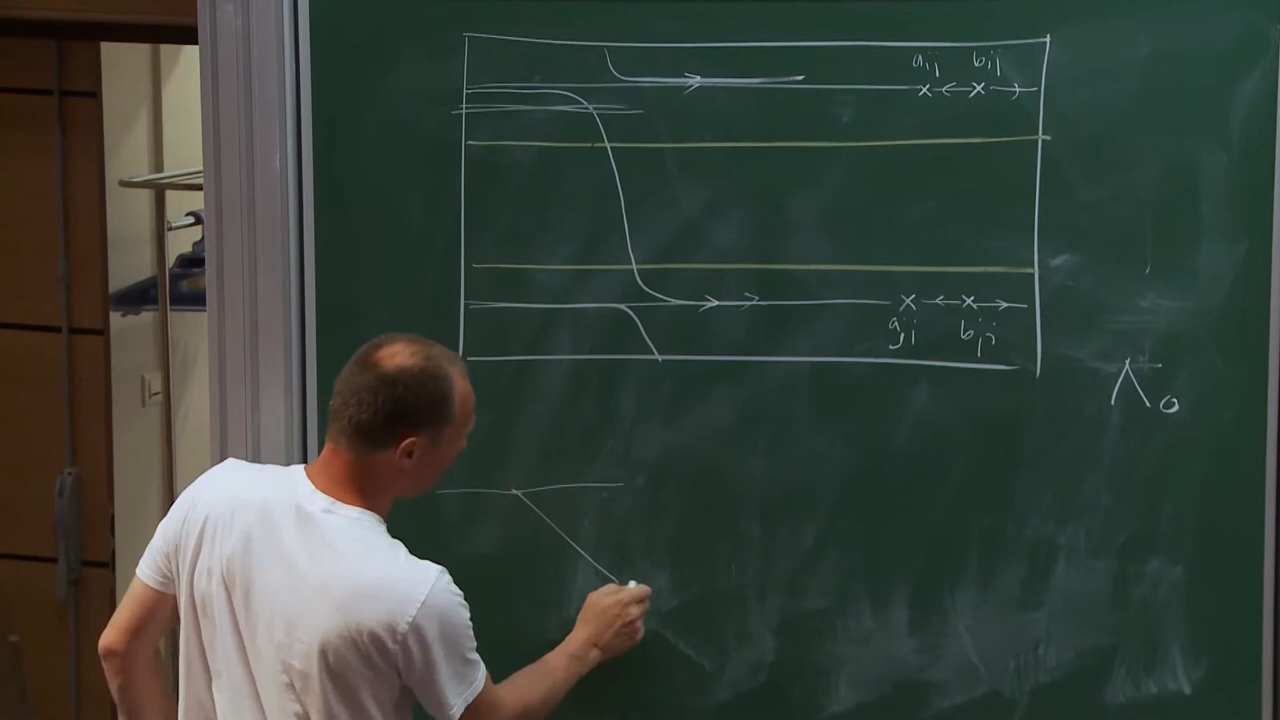 aij bij
x x
x x
aji bji
Λ0